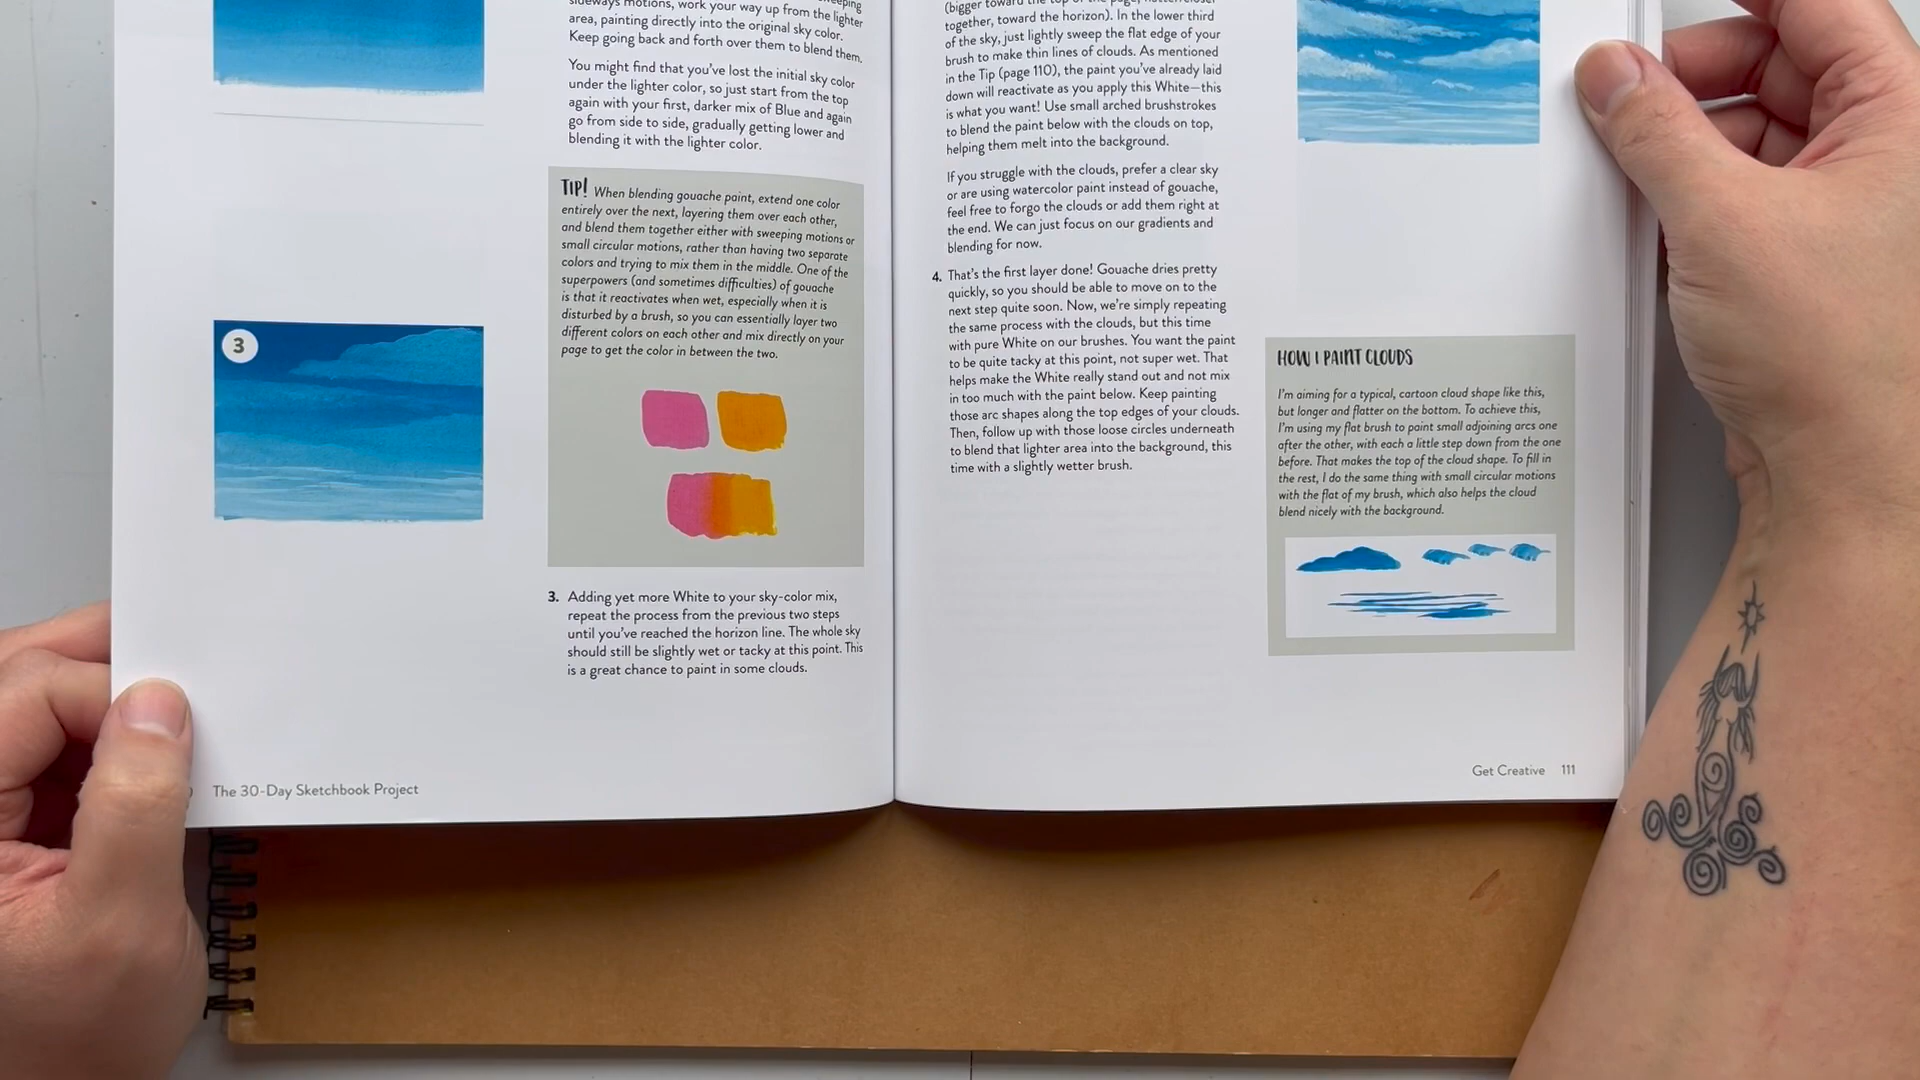 sideways motions, work your way up from the lighter
area, painting directly into the original sky color.
Keep going back and forth over them to blend them.
You might find that you've lost the initial sky color
under the lighter color, so just start from the top
again with your first, darker mix of Blue and again
go from side to side, gradually getting lower and
blending it with the lighter color.
TIP! When blending gouache paint, extend one color
entirely over the next, layering them over each other,
and blend them together either with sweeping motions or
small circular motions, rather than having two separate
colors and trying to mix them in the middle. One of the
superpowers (and sometimes difficulties) of gouache
is that it reactivates when wet, especially when it is
disturbed by a brush, so you can essentially layer two
different colors on each other and mix directly on your
page to get the color in between the two.
3
3. Adding yet more White to your sky-color mix,
repeat the process from the previous two steps
until you've reached the horizon line. The whole sky
should still be slightly wet or tacky at this point. This
is a great chance to paint in some clouds.
The 30-Day Sketchbook Project
(bigger toward the top of the page,
together, toward the horizon). In the lower third
of the sky, just lightly sweep the flat edge of your
brush to make thin lines of clouds. As mentioned
in the Tip (page 110), the paint you've already laid
down will reactivate as you apply this White—this
is what you want! Use small arched brushstrokes
to blend the paint below with the clouds on top,
helping them melt into the background.
If you struggle with the clouds, prefer a clear sky
or are using watercolor paint instead of gouache,
feel free to forgo the clouds or add them right at
the end. We can just focus on our gradients and
blending for now.
4. That's the first layer done! Gouache dries pretty
quickly, so you should be able to move on to the
next step quite soon. Now, we're simply repeating
the same process with the clouds, but this time
with pure White on our brushes. You want the paint
to be quite tacky at this point, not super wet. That
helps make the White really stand out and not mix
in too much with the paint below. Keep painting
those arc shapes along the top edges of your clouds.
Then, follow up with those loose circles underneath
to blend that lighter area into the background, this
time with a slightly wetter brush.
HOW I PAINT CLOUDS
I'm aiming for a typical, cartoon cloud shape like this,
but longer and flatter on the bottom. To achieve this,
I'm using my flat brush to paint small adjoining arcs one
after the other, with each a little step down from the one
before. That makes the top of the cloud shape. To fill in
the rest, I do the same thing with small circular motions
with the flat of my brush, which also helps the cloud
blend nicely with the background.
Get Creative 111